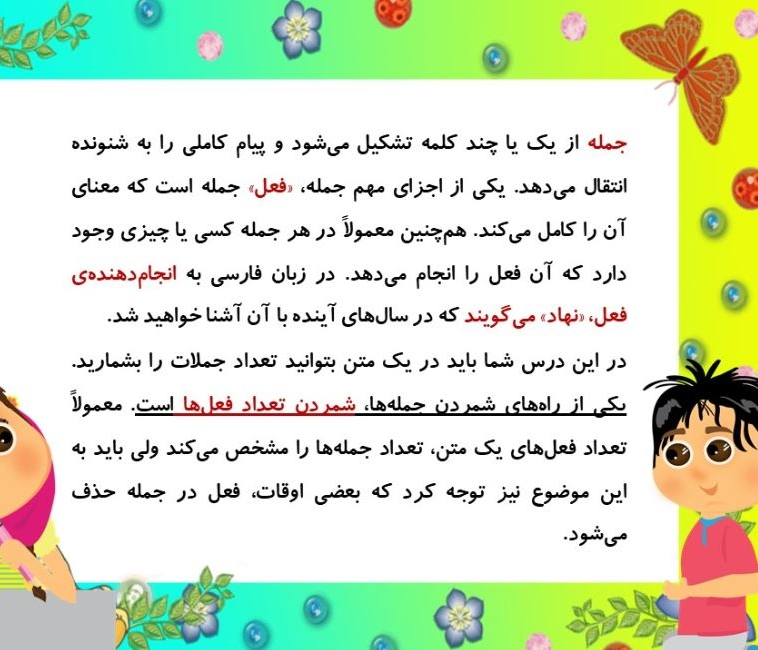 جمله از یک یا چند کلمه تشکیل می‌شود و پیام کاملی را به شنونده
انتقال می‌دهد. یکی از اجزای مهم جمله، «فعل» جمله است که معنای
آن را کامل می‌کند. هم‌چنین معمولاً در هر جمله کسی یا چیزی وجود
دارد که آن فعل را انجام می‌دهد. در زبان فارسی به انجام‌دهنده‌ی
فعل، «نهاد» می‌گویند که در سال‌های آینده با آن آشنا خواهید شد.
در این درس شما باید در یک متن بتوانید تعداد جملات را بشمارید.
یکی از راه‌های شمردن جمله‌ها، شمردن تعداد فعل‌ها است. معمولاً
تعداد فعل‌های یک متن، تعداد جمله‌ها را مشخص می‌کند ولی باید به
این موضوع نیز توجه کرد که بعضی اوقات، فعل در جمله حذف
می‌شود.